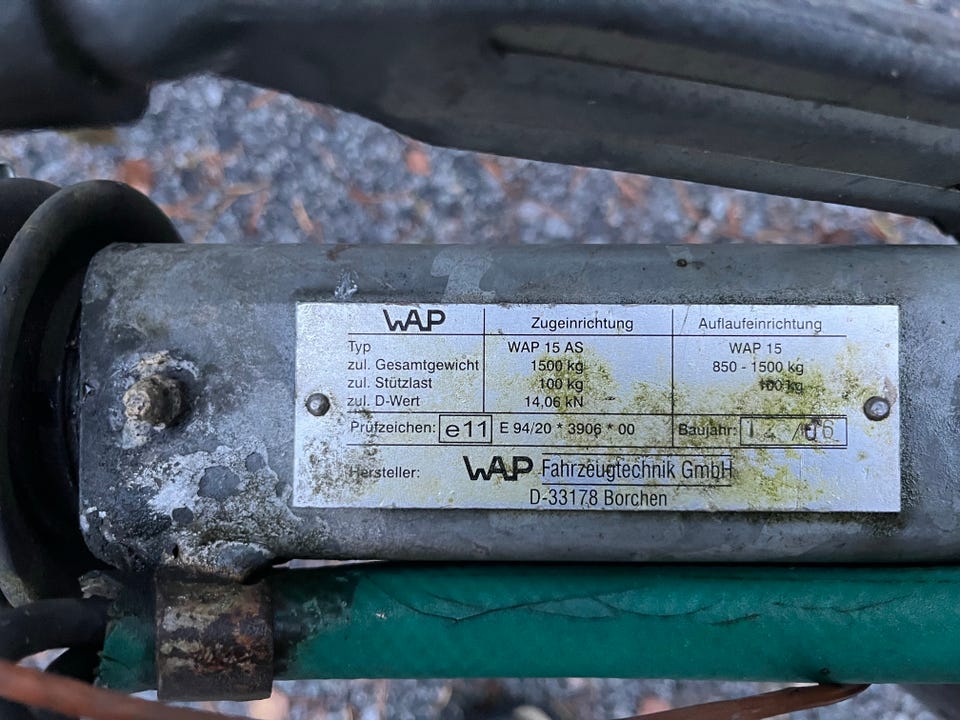 WAP Zugeinrichtung Auflaufeinrichtung
Typ WAP 15 AS WAP 15
zul. Gesamtgewicht 1500 kg 850 - 1500 kg
zul. Stützlast 100 kg 100 kg
zul. D-Wert 14,06 kN
Prüfzeichen: e11 E 94/20 * 3906 * 00 Baujahr: 12/06
Hersteller: WAP Fahrzeugtechnik GmbH
D-33178 Borchen